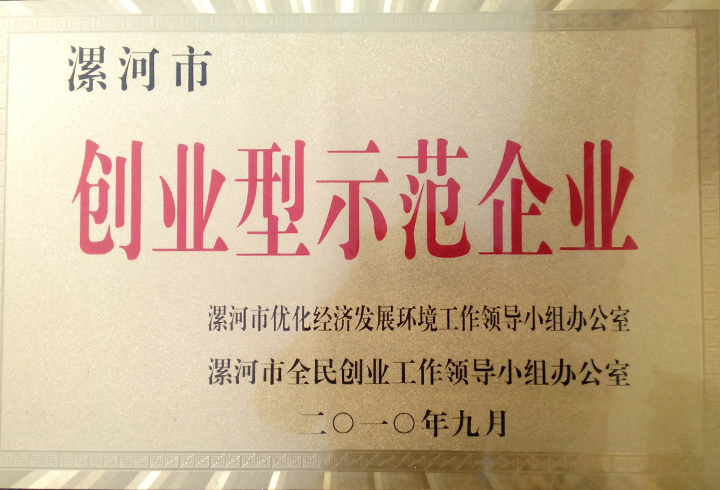 漯河市
创业型示范企业
漯河市优化经济发展环境工作领导小组办公室
漯河市全民创业工作领导小组办公室
二〇一〇年九月